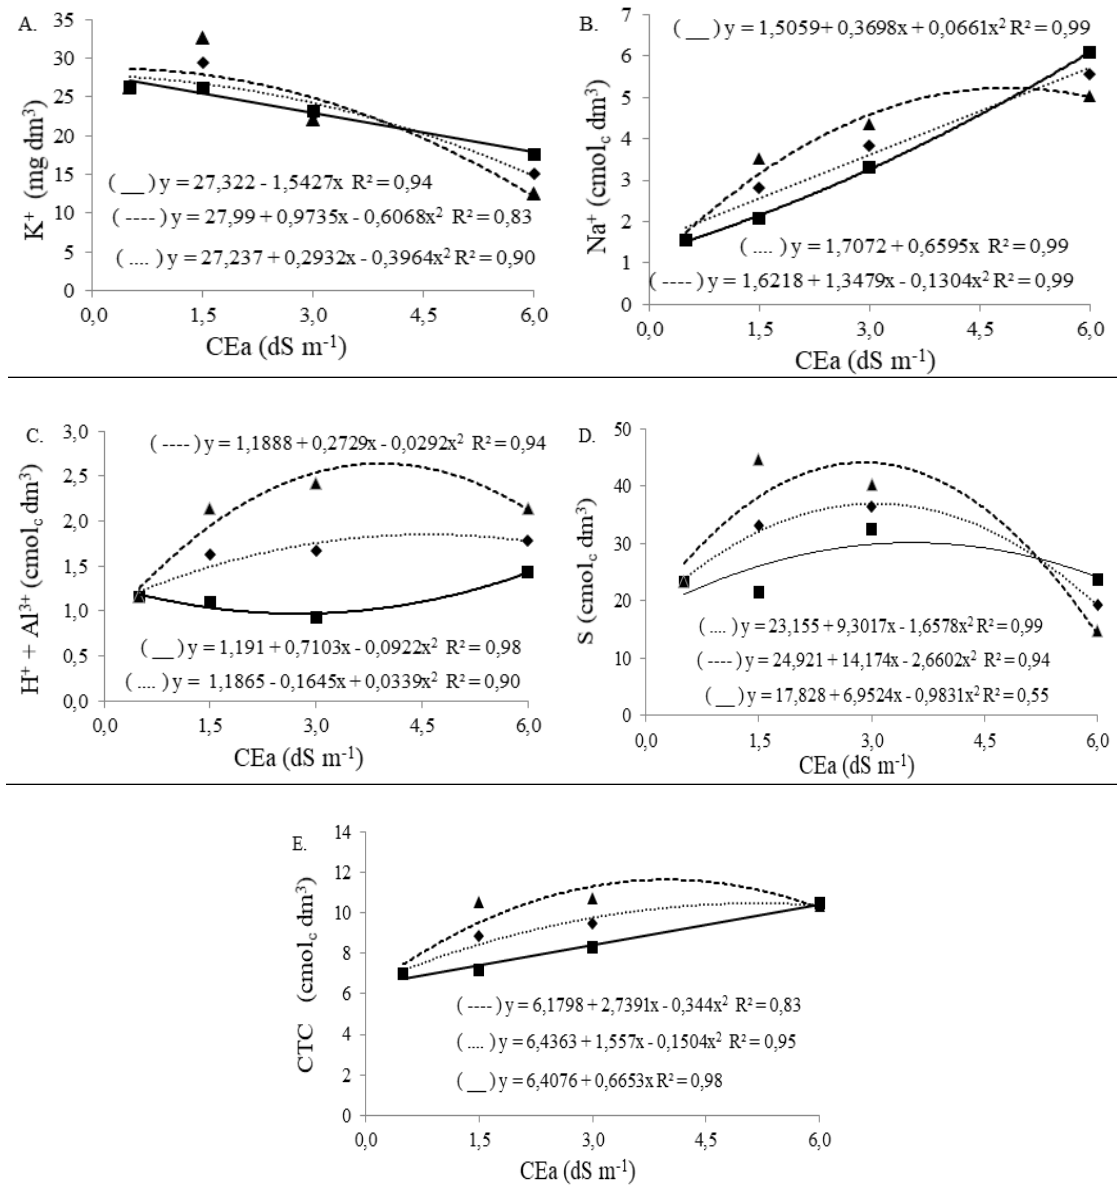 A.
35
30
25
20
15
10
5
0
K⁺ (mg dm³)
( __ ) y = 27,322 - 1,5427x R² = 0,94
( ---- ) y = 27,99 + 0,9735x - 0,6068x² R² = 0,83
( .... ) y = 27,237 + 0,2932x - 0,3964x² R² = 0,90
0,0 1,5 3,0 4,5 6,0
CEa (dS m⁻¹)
B.
7
6
5
4
3
2
1
0
Na⁺ (cmol꜀ dm³)
( __ ) y = 1,5059 + 0,3698x + 0,0661x² R² = 0,99
( .... ) y = 1,7072 + 0,6595x R² = 0,99
( ---- ) y = 1,6218 + 1,3479x - 0,1304x² R² = 0,99
0,0 1,5 3,0 4,5 6,0
CEa (dS m⁻¹)
C.
3,0
2,5
2,0
1,5
1,0
0,5
0,0
H⁺ + Al³⁺ (cmol꜀ dm³)
( ---- ) y = 1,1888 + 0,2729x - 0,0292x² R² = 0,94
( __ ) y = 1,191 + 0,7103x - 0,0922x² R² = 0,98
( .... ) y = 1,1865 - 0,1645x + 0,0339x² R² = 0,90
0,0 1,5 3,0 4,5 6,0
CEa (dS m⁻¹)
D.
50
40
30
20
10
0
S (cmol꜀ dm³)
( .... ) y = 23,155 + 9,3017x - 1,6578x² R² = 0,99
( ---- ) y = 24,921 + 14,174x - 2,6602x² R² = 0,94
( __ ) y = 17,828 + 6,9524x - 0,9831x² R² = 0,55
0,0 1,5 3,0 4,5 6,0
CEa (dS m⁻¹)
E.
14
12
10
8
6
4
2
0
CTC (cmol꜀ dm³)
( ---- ) y = 6,1798 + 2,7391x - 0,344x² R² = 0,83
( .... ) y = 6,4363 + 1,557x - 0,1504x² R² = 0,95
( __ ) y = 6,4076 + 0,6653x R² = 0,98
0,0 1,5 3,0 4,5 6,0
CEa (dS m⁻¹)